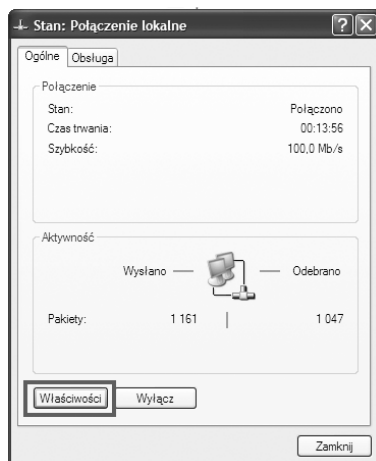 Stan: Połączenie lokalne
Ogólne Obsługa
Połączenie
Stan: Połączono
Czas trwania: 00:13:56
Szybkość: 100,0 Mb/s
Aktywność
Wysłano Odebrano
Pakiety: 1 161 1 047
Właściwości Wyłącz
Zamknij